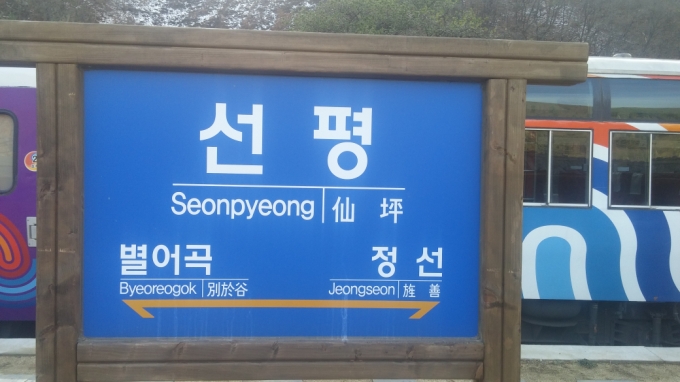 선 평
Seonpyeong 仙 坪
별어곡 정 선
Byeoreogok 別於谷 Jeongseon 旌 善